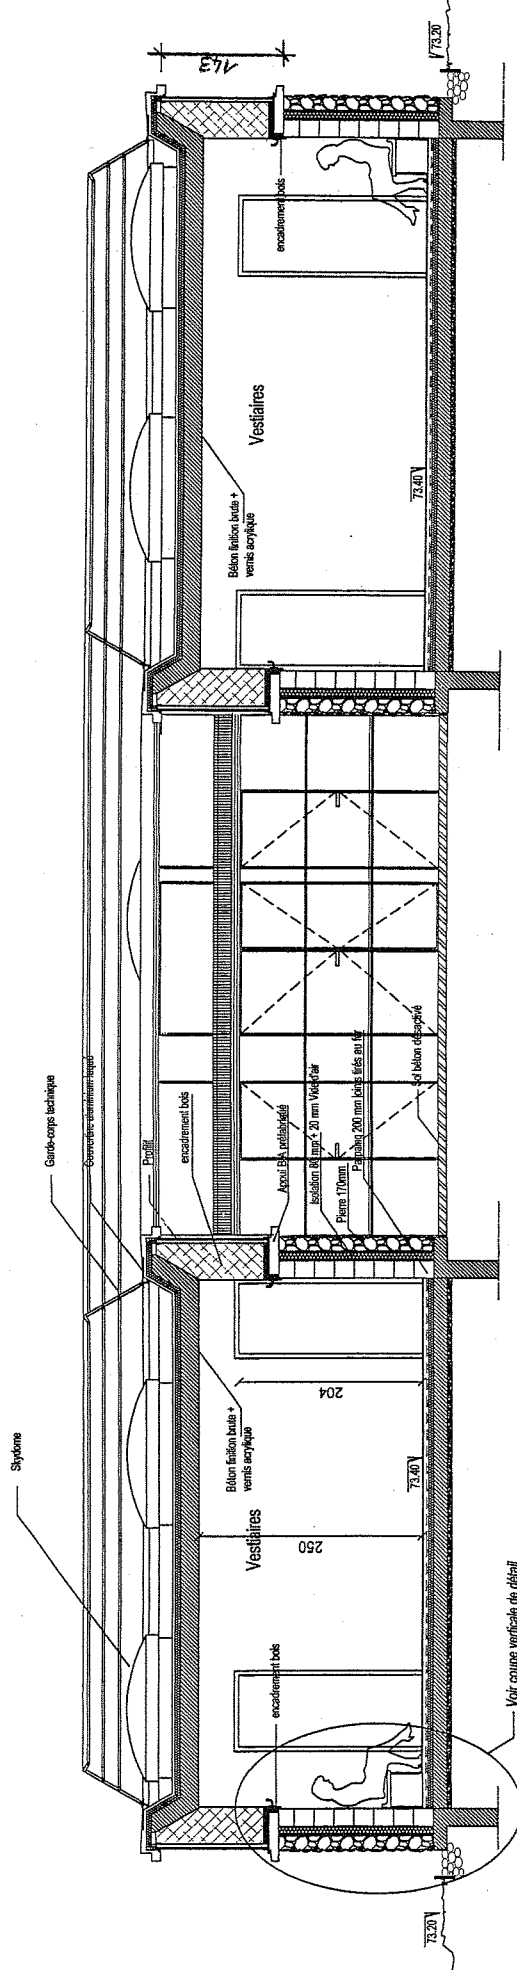 Skydome
Garde-corps technique
Couverture aluminium laqué
Profilit
encadrement bois
Appui BA préfabriqué
Isolation 80 mm + 20 mm Vide d'air
Pierre 170mm
Parpaing 200 mm joins tirés au fer
Sol béton désactivé
Béton finition brute +
vernis acrylique
Vestiaires
250
204
73.40
encadrement bois
73.20
Voir coupe verticale de détail
Béton finition brute +
vernis acrylique
Vestiaires
73.40
encadrement bois
143
73.20